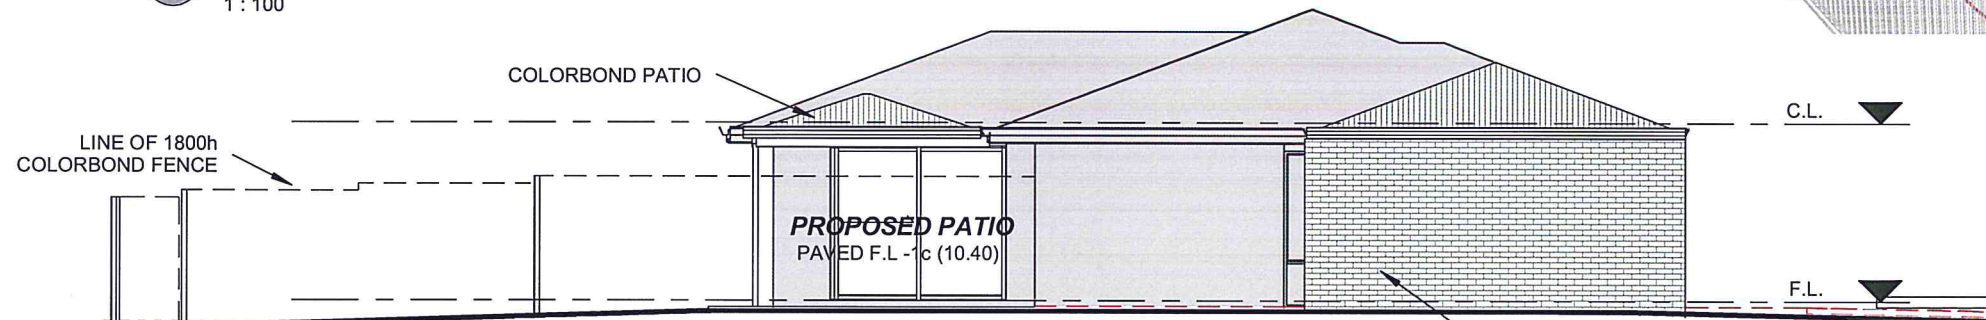 1 : 100
COLORBOND PATIO
C.L.
LINE OF 1800h
COLORBOND FENCE
PROPOSED PATIO
PAVED F.L -1c (10.40)
F.L.